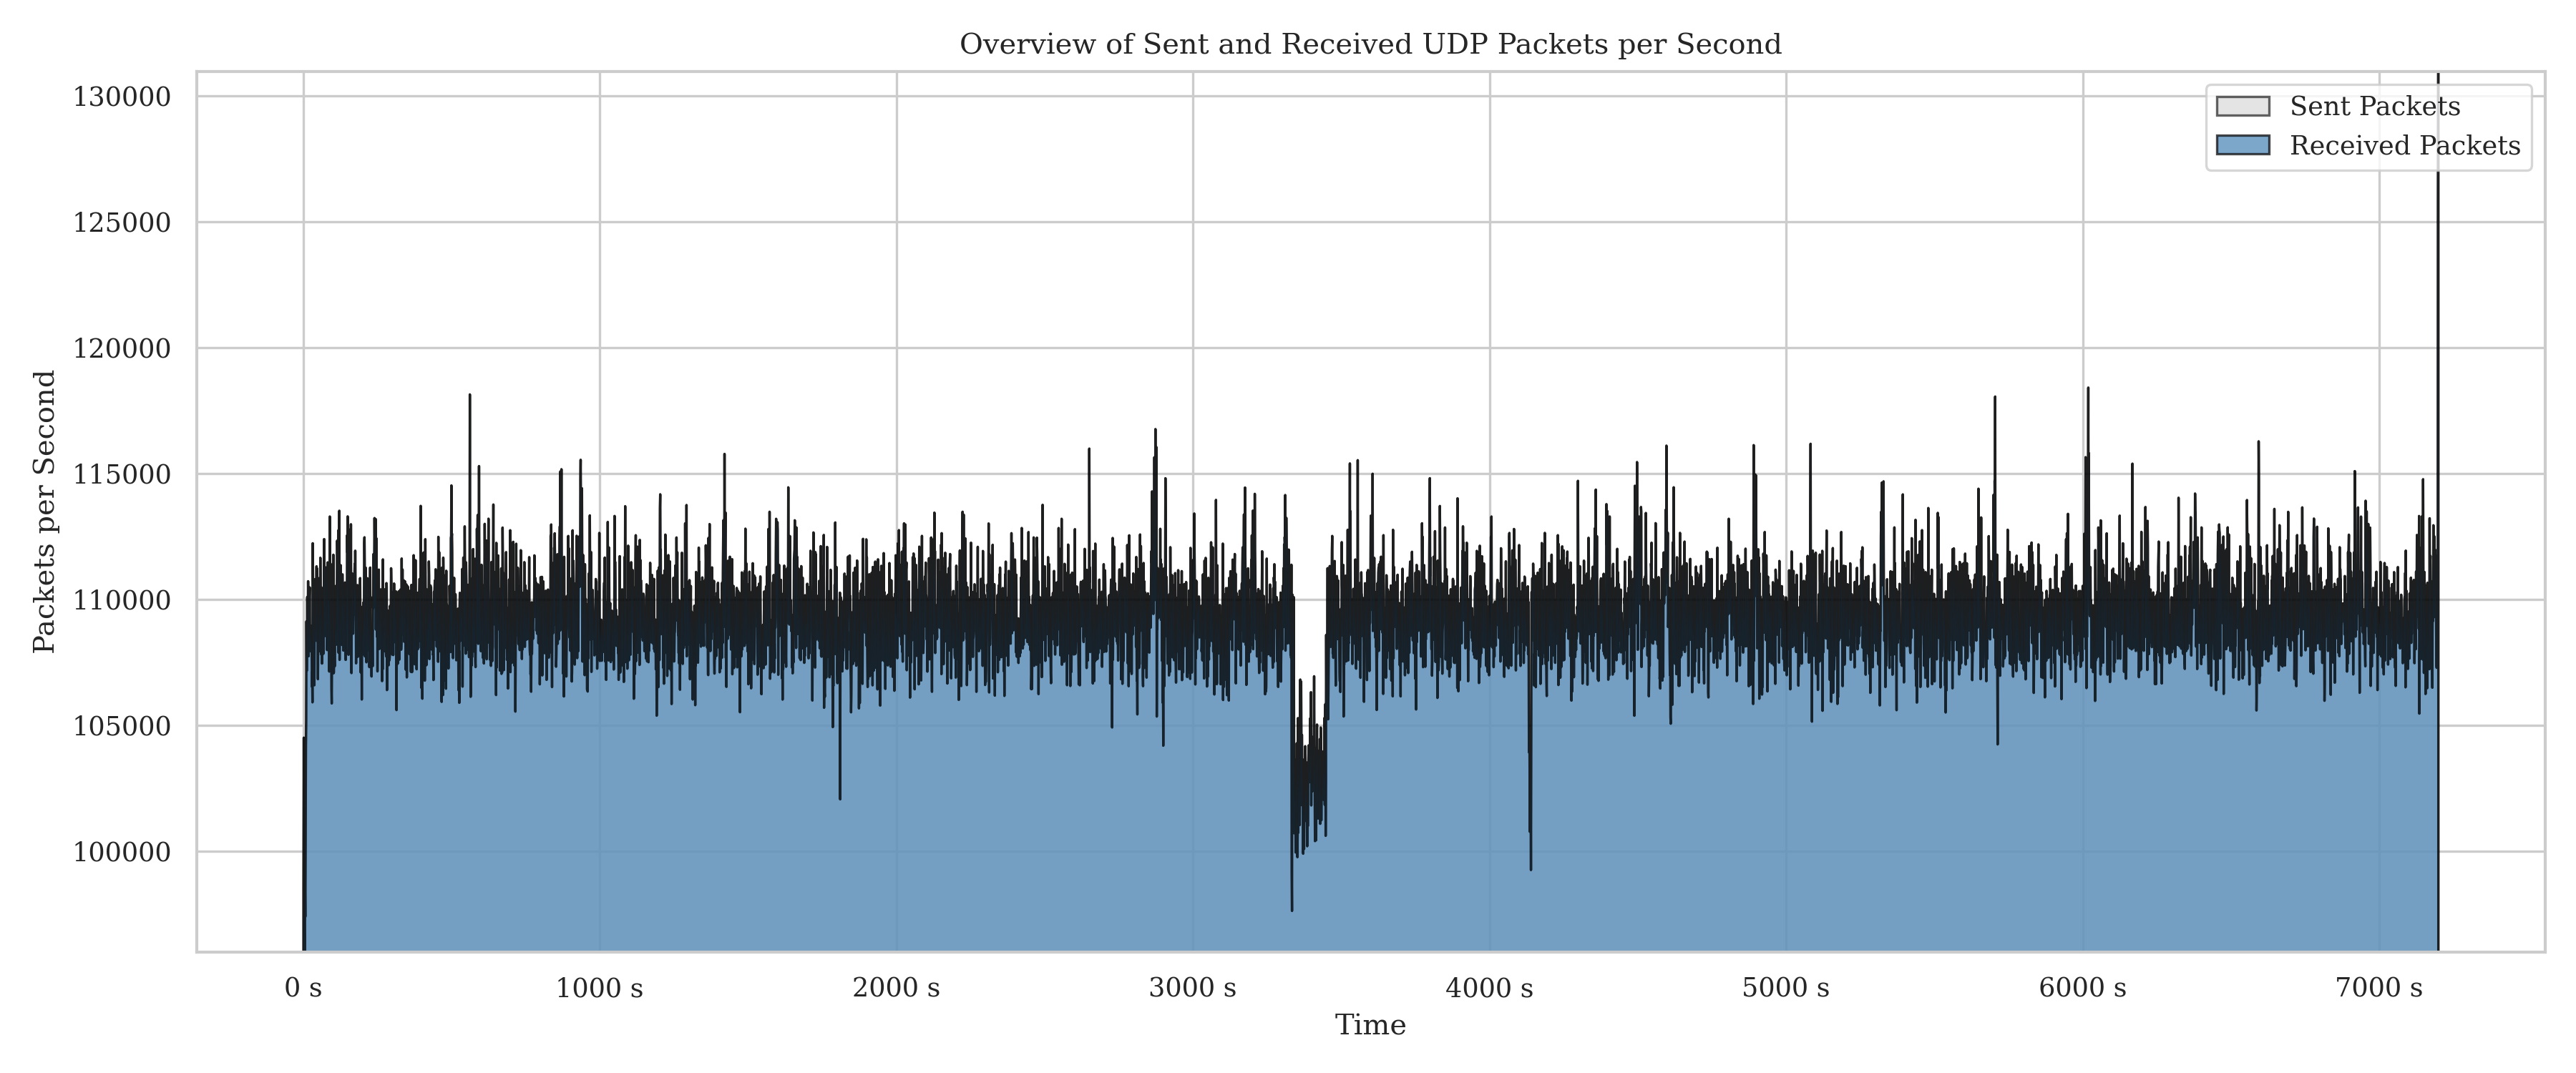 Overview of Sent and Received UDP Packets per Second
Sent Packets
Received Packets
Packets per Second
130000
125000
120000
115000
110000
105000
100000
0 s
1000 s
2000 s
3000 s
4000 s
5000 s
6000 s
7000 s
Time